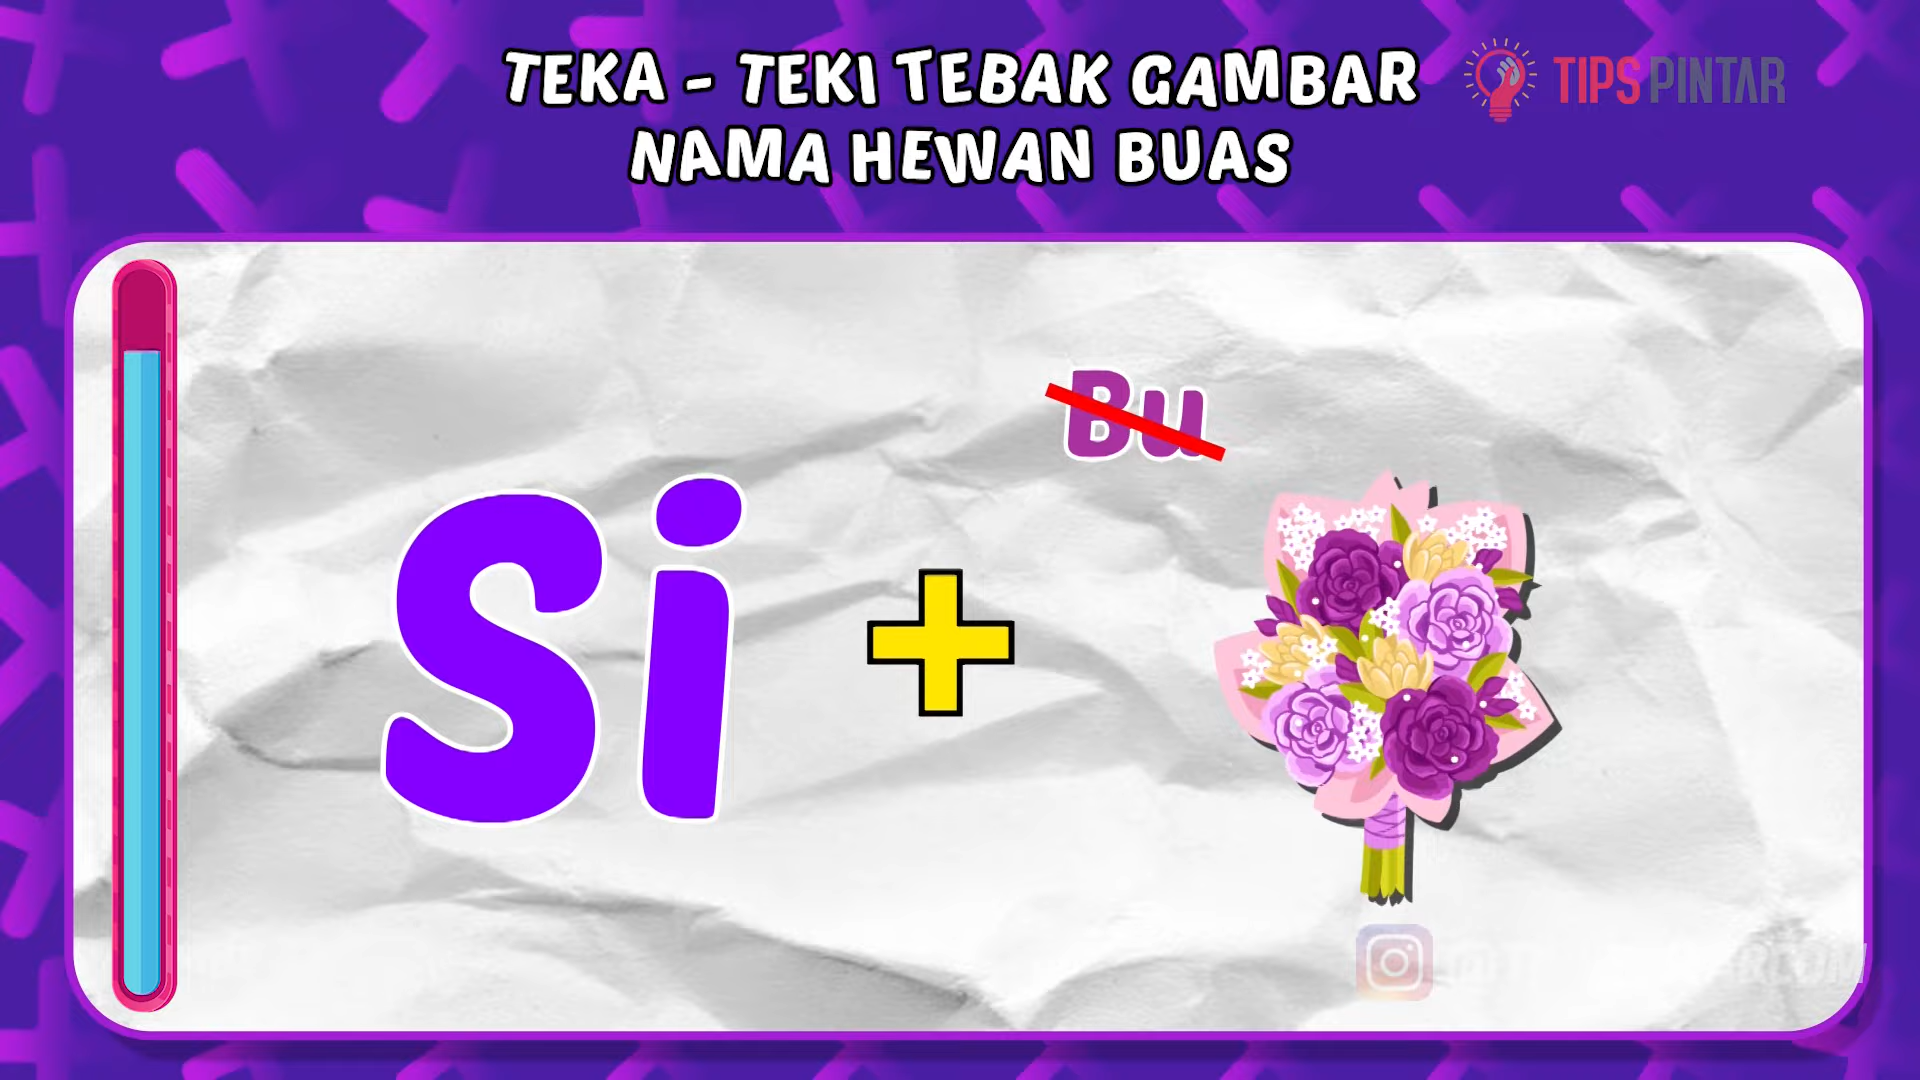 TEKA - TEKI TEBAK GAMBAR
NAMA HEWAN BUAS
TIPS PINTAR
Bu
Si